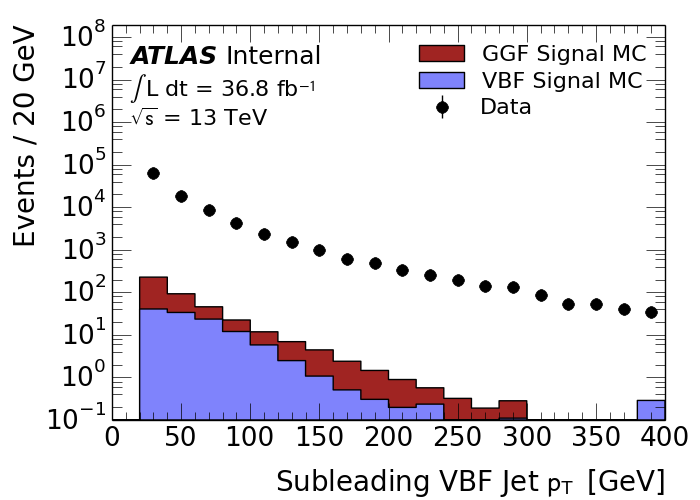 Events / 20 GeV
10⁸
10⁷
10⁶
10⁵
10⁴
10³
10²
10¹
10⁰
10⁻¹
ATLAS Internal
∫L dt = 36.8 fb⁻¹
√s = 13 TeV
GGF Signal MC
VBF Signal MC
Data
0 50 100 150 200 250 300 350 400
Subleading VBF Jet p_T [GeV]